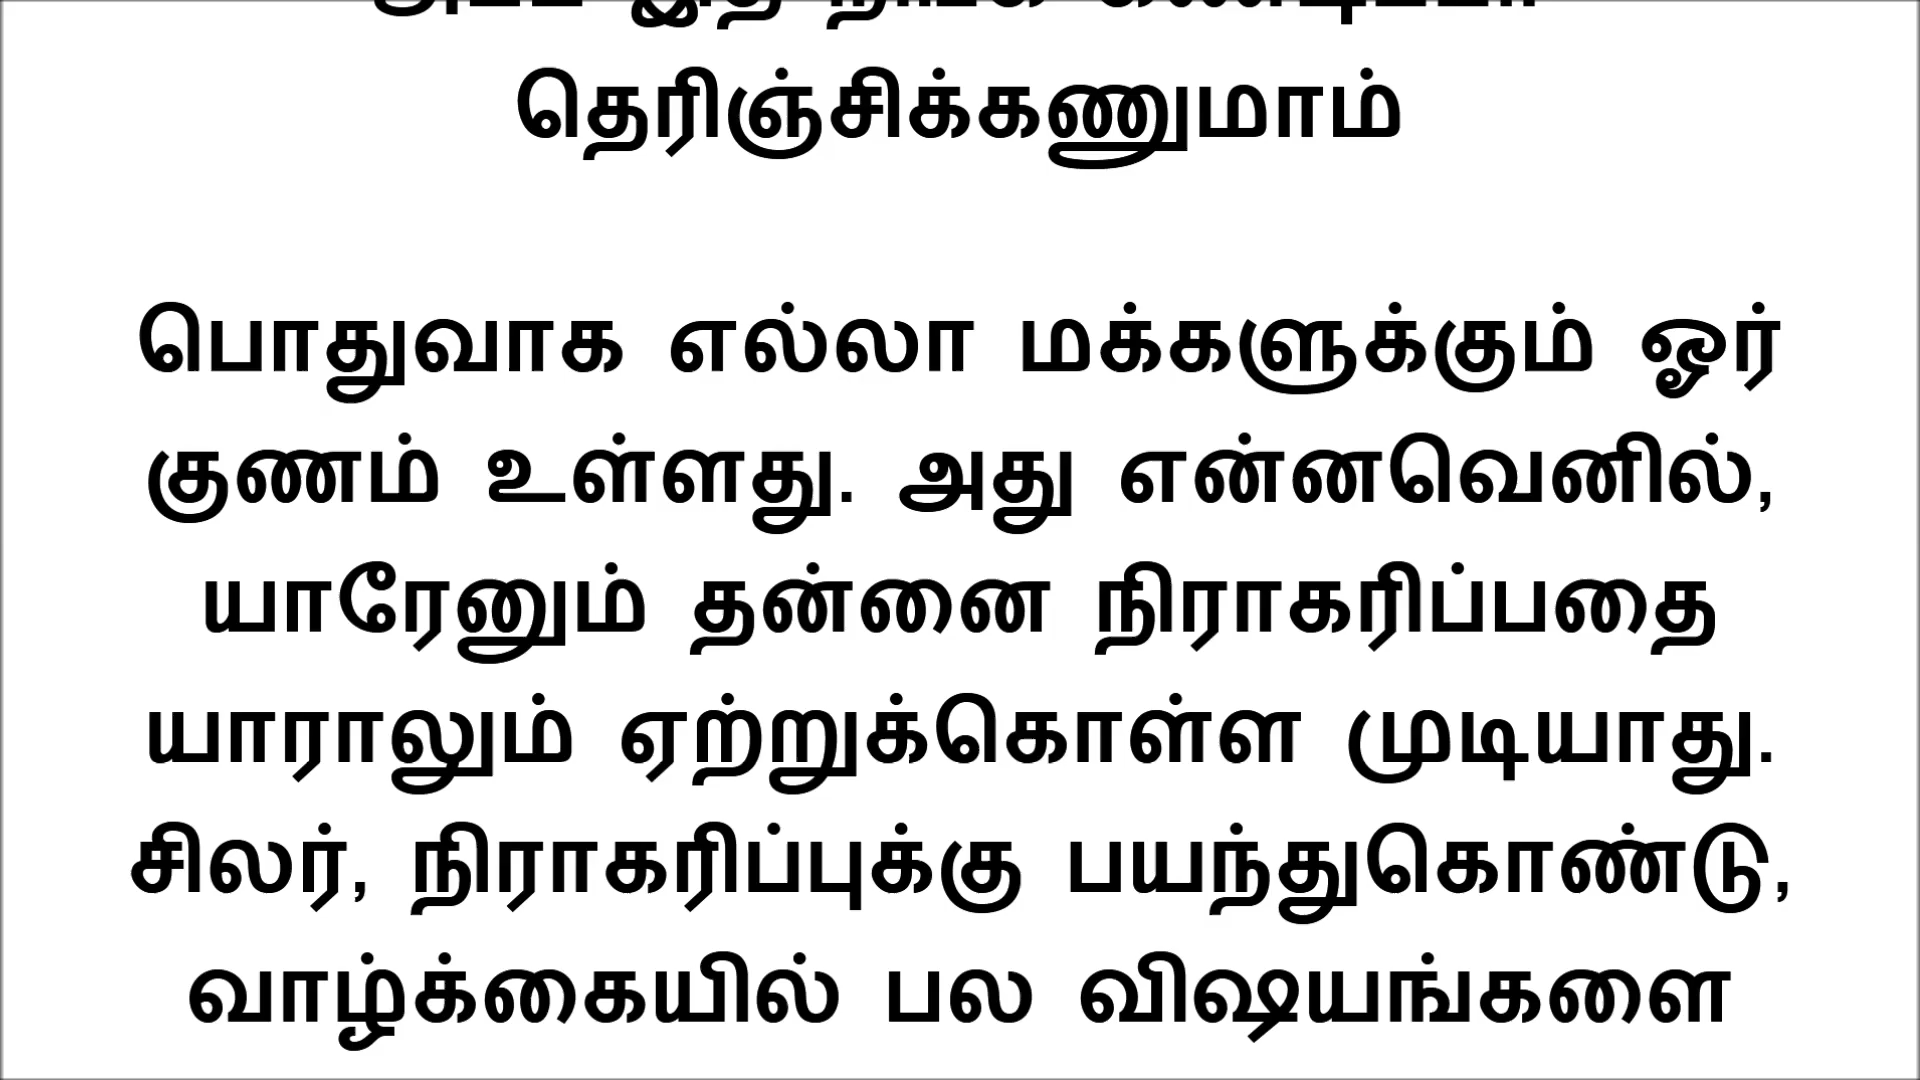 தெரிஞ்சிக்கணுமாம்
பொதுவாக எல்லா மக்களுக்கும் ஓர்
குணம் உள்ளது. அது என்னவெனில்,
யாரேனும் தன்னை நிராகரிப்பதை
யாராலும் ஏற்றுக்கொள்ள முடியாது.
சிலர், நிராகரிப்புக்கு பயந்துகொண்டு,
வாழ்க்கையில் பல விஷயங்களை